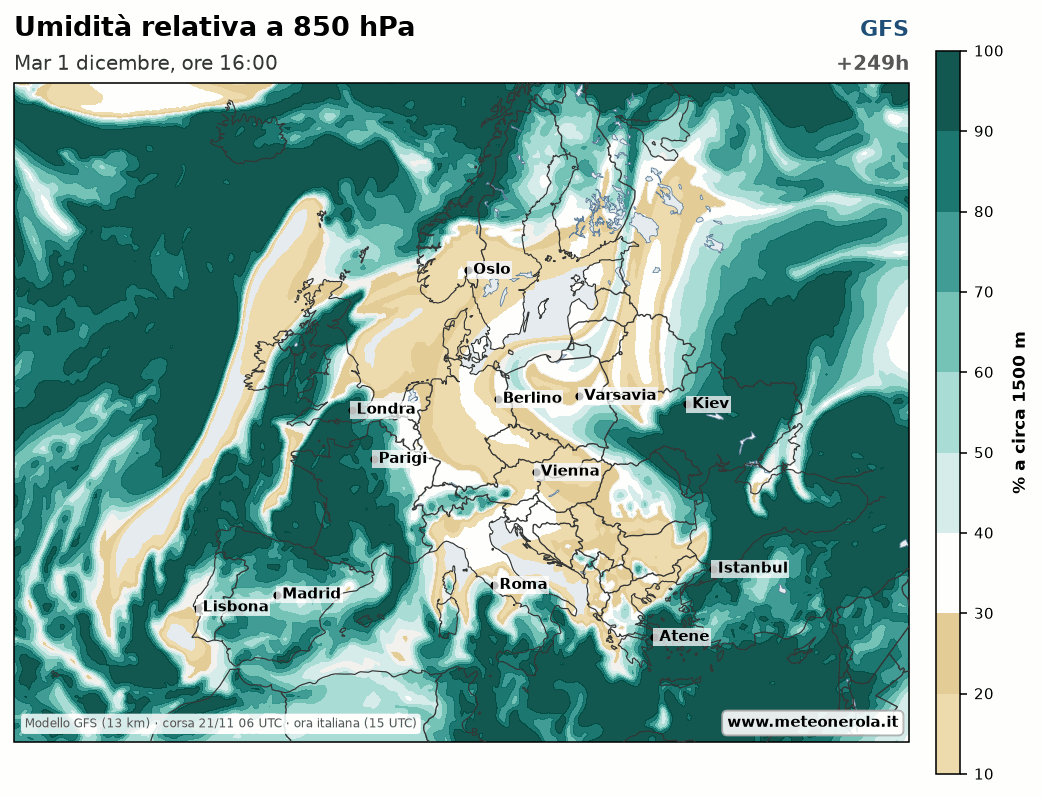 Umidità relativa a 850 hPa
GFS
Mar 1 dicembre, ore 16:00
+249h
100
90
80
70
60
50
40
30
20
10
% a circa 1500 m
Oslo
Berlino
Varsavia
Kiev
Londra
Parigi
Vienna
Istanbul
Roma
Madrid
Lisbona
Atene
Modello GFS (13 km) · corsa 21/11 06 UTC · ora italiana (15 UTC)
www.meteonerola.it